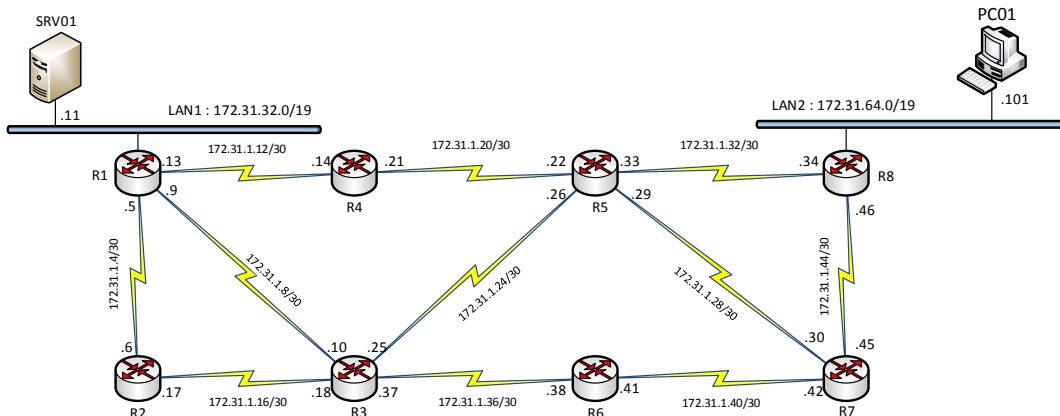 SRV01
PC01
.11
LAN1 : 172.31.32.0/19
LAN2 : 172.31.64.0/19
.101
.13
172.31.1.12/30
.14
.21
172.31.1.20/30
.22
.33
172.31.1.32/30
.34
R1
.9
.5
R4
.26
R5
.29
R8
.46
172.31.1.4/30
172.31.1.8/30
172.31.1.24/30
172.31.1.28/30
172.31.1.44/30
.6
.17
.10
.25
.30
.45
172.31.1.16/30
.18
.37
172.31.1.36/30
.38
.41
172.31.1.40/30
.42
R2
R3
R6
R7